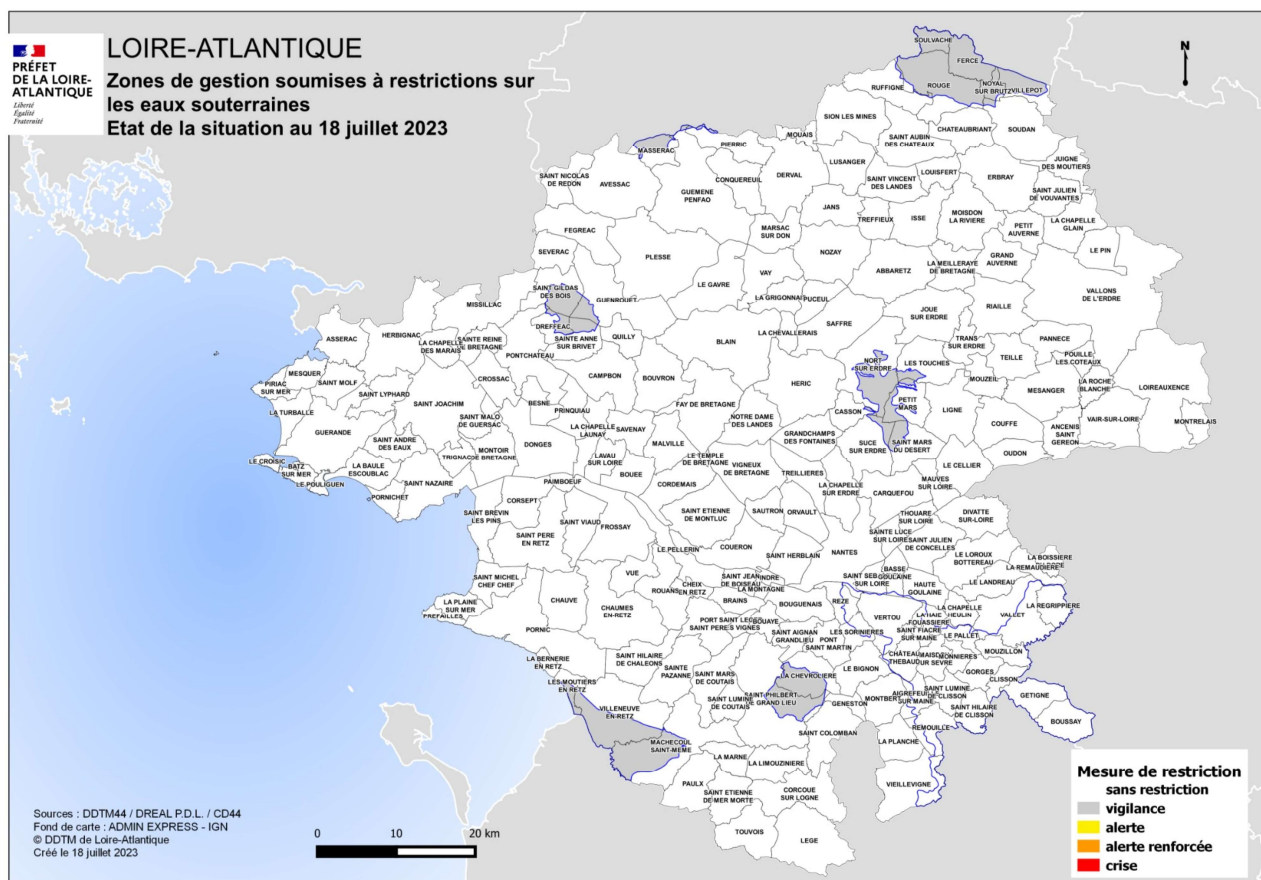 PRÉFET
DE LA LOIRE-
ATLANTIQUE
Liberté
Égalité
Fraternité
LOIRE-ATLANTIQUE
Zones de gestion soumises à restrictions sur
les eaux souterraines
Etat de la situation au 18 juillet 2023
N
SOULVACHE
FERCE
ROUGE
NOYAL
SUR BRUTZ
VILLEPOT
RUFFIGNE
SION LES MINES
MOUAIS
CHATEAUBRIANT
SOUDAN
SAINT AUBIN
DES CHATEAUX
MASSERAC
PIERRIC
LUSANGER
JUIGNE
DES MOUTIERS
SAINT NICOLAS
DE REDON
AVESSAC
CONQUEREUIL
DERVAL
SAINT VINCENT
DES LANDES
LOUISFERT
ERBRAY
SAINT JULIEN
DE VOUVANTES
GUEMENE
PENFAO
JANS
TREFFIEUX
ISSE
MOISDON
LA RIVIERE
PETIT
AUVERNE
LA CHAPELLE
GLAIN
FEGREAC
MARSAC
SUR DON
NOZAY
LE PIN
SEVERAC
PLESSE
VAY
ABBARETZ
LA MEILLERAYE
DE BRETAGNE
GRAND
AUVERNE
SAINT GILDAS
DES BOIS
GUENROUET
LE GAVRE
LA GRIGONNAI
PUCEUL
VALLONS
DE L'ERDRE
MISSILLAC
DREFFEAC
SAFFRE
JOUE
SUR ERDRE
RIAILLE
ASSERAC
HERBIGNAC
LA CHAPELLE
DES MARAIS
SAINTE REINE
DE BRETAGNE
SAINTE ANNE
SUR BRIVET
QUILLY
BLAIN
LA CHEVALLERAIS
TRANS
SUR ERDRE
PANNECE
PONTCHATEAU
NORT
SUR ERDRE
LES TOUCHES
TEILLE
POUILLE
LES COTEAUX
MESQUER
PIRIAC
SUR MER
SAINT MOLF
CROSSAC
CAMPBON
BOUVRON
HERIC
MOUZEIL
MESANGER
LA ROCHE
BLANCHE
LOIREAUXENCE
SAINT LYPHARD
SAINT JOACHIM
BESNE
PRINQUIAU
FAY DE BRETAGNE
CASSON
PETIT
MARS
LIGNE
LA TURBALLE
GUERANDE
SAINT MALO
DE GUERSAC
LA CHAPELLE
LAUNAY
SAVENAY
NOTRE DAME
DES LANDES
GRANDCHAMPS
DES FONTAINES
COUFFE
ANCENIS
SAINT
GEREON
VAIR-SUR-LOIRE
MONTRELAIS
SAINT ANDRE
DES EAUX
MONTOIR
DE BRETAGNE
TRIGNAC
DONGES
MALVILLE
SUCE
SUR ERDRE
SAINT MARS
DU DESERT
OUDON
LE CROISIC
BATZ
SUR MER
LE POULIGUEN
LA BAULE
ESCOUBLAC
LAVAU
SUR LOIRE
BOUEE
LE TEMPLE
DE BRETAGNE
VIGNEUX
DE BRETAGNE
TREILLIERES
LE CELLIER
PORNICHET
SAINT NAZAIRE
PAIMBOEUF
CORDEMAIS
LA CHAPELLE
SUR ERDRE
CARQUEFOU
MAUVES
SUR LOIRE
CORSEPT
SAINT BREVIN
LES PINS
SAINT VIAUD
FROSSAY
SAINT ETIENNE
DE MONTLUC
SAUTRON
ORVAULT
THOUARE
SUR LOIRE
DIVATTE
SUR-LOIRE
SAINT PERE
EN RETZ
LE PELLERIN
COUERON
SAINT HERBLAIN
NANTES
SAINTE LUCE
SUR LOIRE
SAINT JULIEN
DE CONCELLES
LE LOROUX
BOTTEREAU
LA BOISSIERE
LA REMAUDIERE
SAINT MICHEL
CHEF CHEF
VUE
ROUANS
CHEIX
EN RETZ
SAINT JEAN
DE BOISEAU
INDRE
LA MONTAGNE
SAINT SEB
SUR LOIRE
BASSE
GOULAINE
HAUTE
GOULAINE
LE LANDREAU
LA PLAINE
SUR MER
PREFAILLES
CHAUVE
CHAUMES
EN-RETZ
BRAINS
BOUGUENAIS
REZE
VERTOU
LA HAIE
FOUASSIERE
LA CHAPELLE
HEULIN
VALLET
LA REGRIPPIERE
PORNIC
PORT SAINT LEC
SAINT PERES VIGNES
BOUAYE
SAINT AIGNAN
GRANDLIEU
PONT
SAINT MARTIN
LES SORINIERES
SAINT FIACRE
SUR MAINE
LE PALLET
LA BERNERIE
EN RETZ
SAINT HILAIRE
DE CHALEONS
SAINTE
PAZANNE
SAINT MARS
DE COUTAIS
LA CHEVROLIERE
LE BIGNON
CHÂTEAU
THEBAUD
MAISDON
SUR SEVRE
MONNIERES
MOUZILLON
GORGES
CLISSON
LES MOUTIERS
EN RETZ
VILLENEUVE
EN-RETZ
SAINT LUMINE
DE COUTAIS
SAINT-PHILBERT
DE GRAND LIEU
GENESTON
MONTBERT
AIGREFEUILLE
SUR MAINE
SAINT LUMINE
DE CLISSON
SAINT HILAIRE
DE CLISSON
GETIGNE
BOUSSAY
MACHECOUL
SAINT-MEME
SAINT COLOMBAN
REMOUILLE
LA PLANCHE
LA MARNE
LA LIMOUZINIERE
PAULX
SAINT ETIENNE
DE MER MORTE
CORCOUE
SUR LOGNE
VIEILLEVIGNE
TOUVOIS
LEGE
Sources : DDTM44 / DREAL P.D.L. / CD44
Fond de carte : ADMIN EXPRESS - IGN
© DDTM de Loire-Atlantique
Créé le 18 juillet 2023
0 10 20 km
Mesure de restriction
sans restriction
vigilance
alerte
alerte renforcée
crise